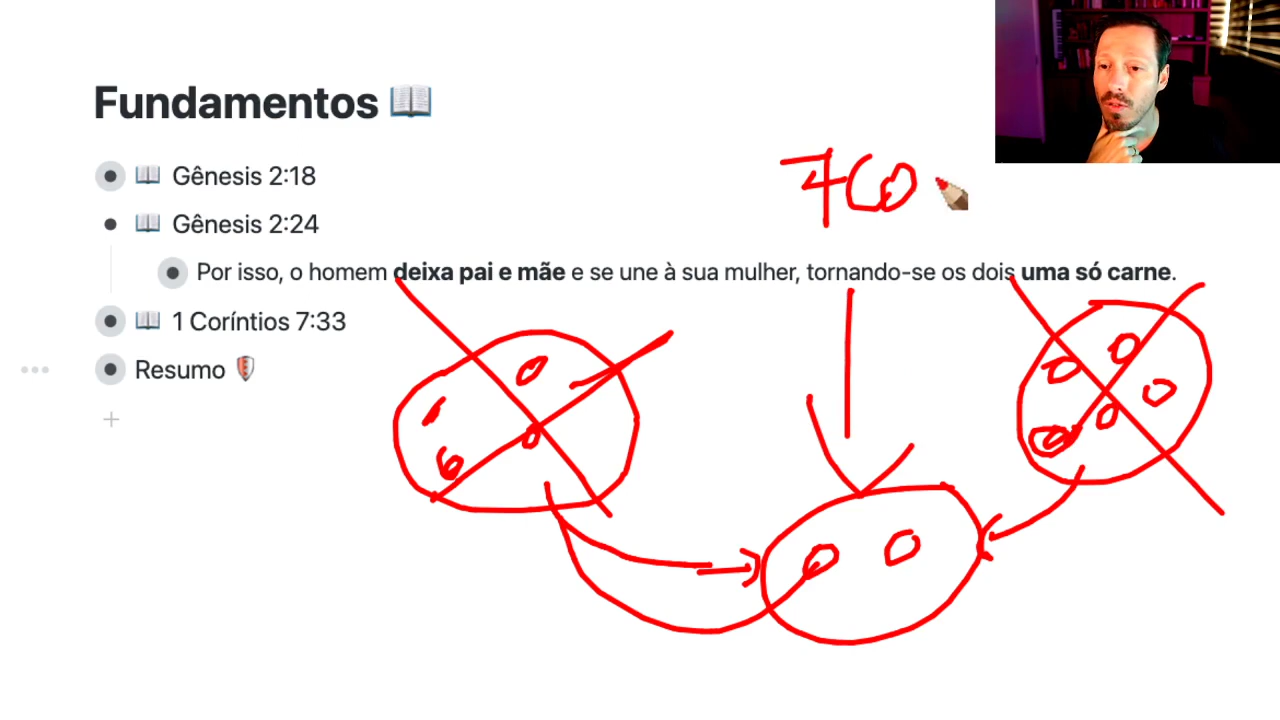 Fundamentos 📖
📖 Gênesis 2:18
📖 Gênesis 2:24
Por isso, o homem deixa pai e mãe e se une à sua mulher, tornando-se os dois uma só carne.
📖 1 Coríntios 7:33
Resumo